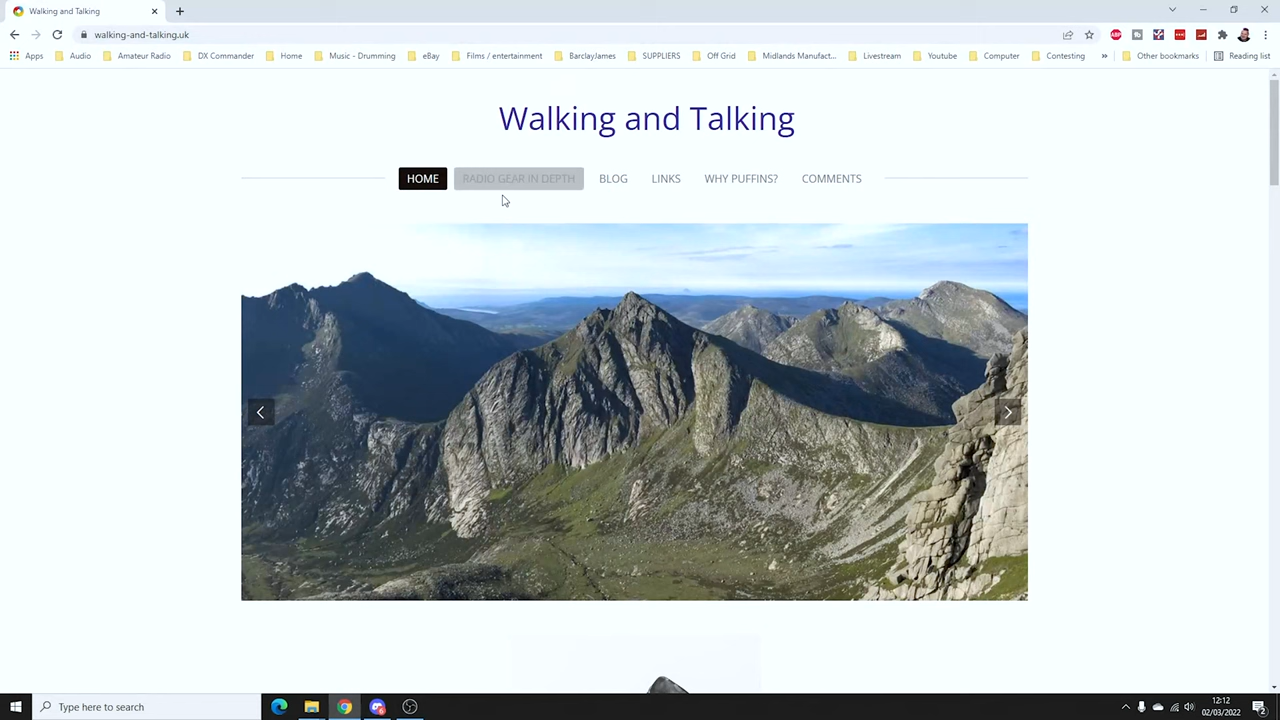 Walking and Talking
walking-and-talking.uk
Apps Audio Amateur Radio DX Commander Home Music - Drumming eBay Films / entertainment BarclayJames SUPPLIERS Off Grid Midlands Manufact... Livestream Youtube Computer Contesting » Other bookmarks Reading list
Walking and Talking
HOME RADIO GEAR IN DEPTH BLOG LINKS WHY PUFFINS? COMMENTS
Type here to search
12:12
02/03/2022
2